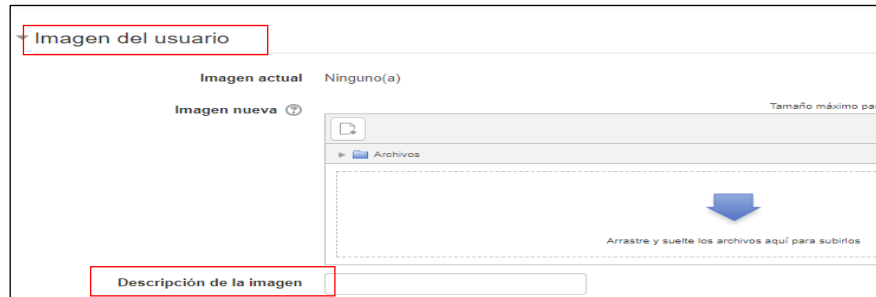 Imagen del usuario
Imagen actual Ninguno(a)
Imagen nueva
Tamaño máximo
Archivos
Arrastre y suelte los archivos aquí para subirlos
Descripción de la imagen